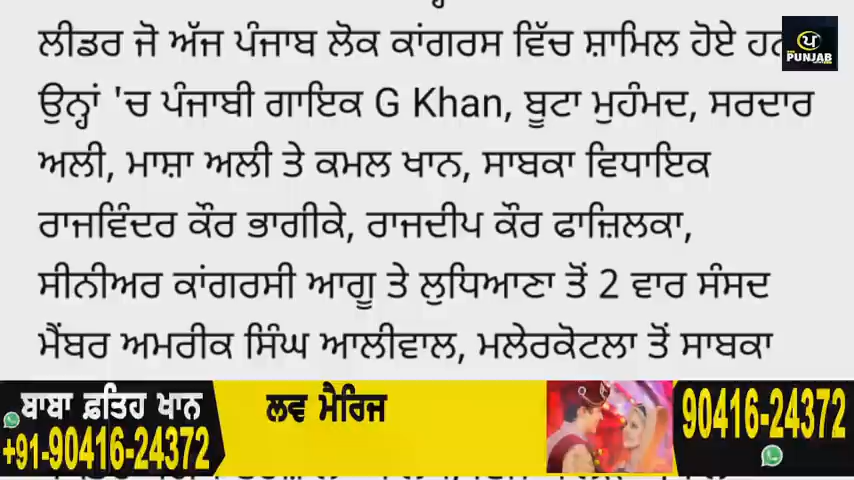 ਲੀਡਰ ਜੋ ਅੱਜ ਪੰਜਾਬ ਲੋਕ ਕਾਂਗਰਸ ਵਿੱਚ ਸ਼ਾਮਿਲ ਹੋਏ
ਉਨ੍ਹਾਂ 'ਚ ਪੰਜਾਬੀ ਗਾਇਕ G Khan, ਬੂਟਾ ਮੁਹੰਮਦ, ਸਰਦਾਰ
ਅਲੀ, ਮਾਸ਼ਾ ਅਲੀ ਤੇ ਕਮਲ ਖਾਨ, ਸਾਬਕਾ ਵਿਧਾਇਕ
ਰਾਜਵਿੰਦਰ ਕੌਰ ਭਾਗੀਕੇ, ਰਾਜਦੀਪ ਕੌਰ ਫਾਜ਼ਿਲਕਾ,
ਸੀਨੀਅਰ ਕਾਂਗਰਸੀ ਆਗੂ ਤੇ ਲੁਧਿਆਣਾ ਤੋਂ 2 ਵਾਰ ਸੰਸਦ
ਮੈਂਬਰ ਅਮਰੀਕ ਸਿੰਘ ਆਲੀਵਾਲ, ਮਲੇਰਕੋਟਲਾ ਤੋਂ ਸਾਬਕਾ
ਪ
PUNJAB
ਬਾਬਾ ਫ਼ਤਿਹ ਖਾਨ
+91-90416-24372
ਲਵ ਮੈਰਿਜ
90416-24372